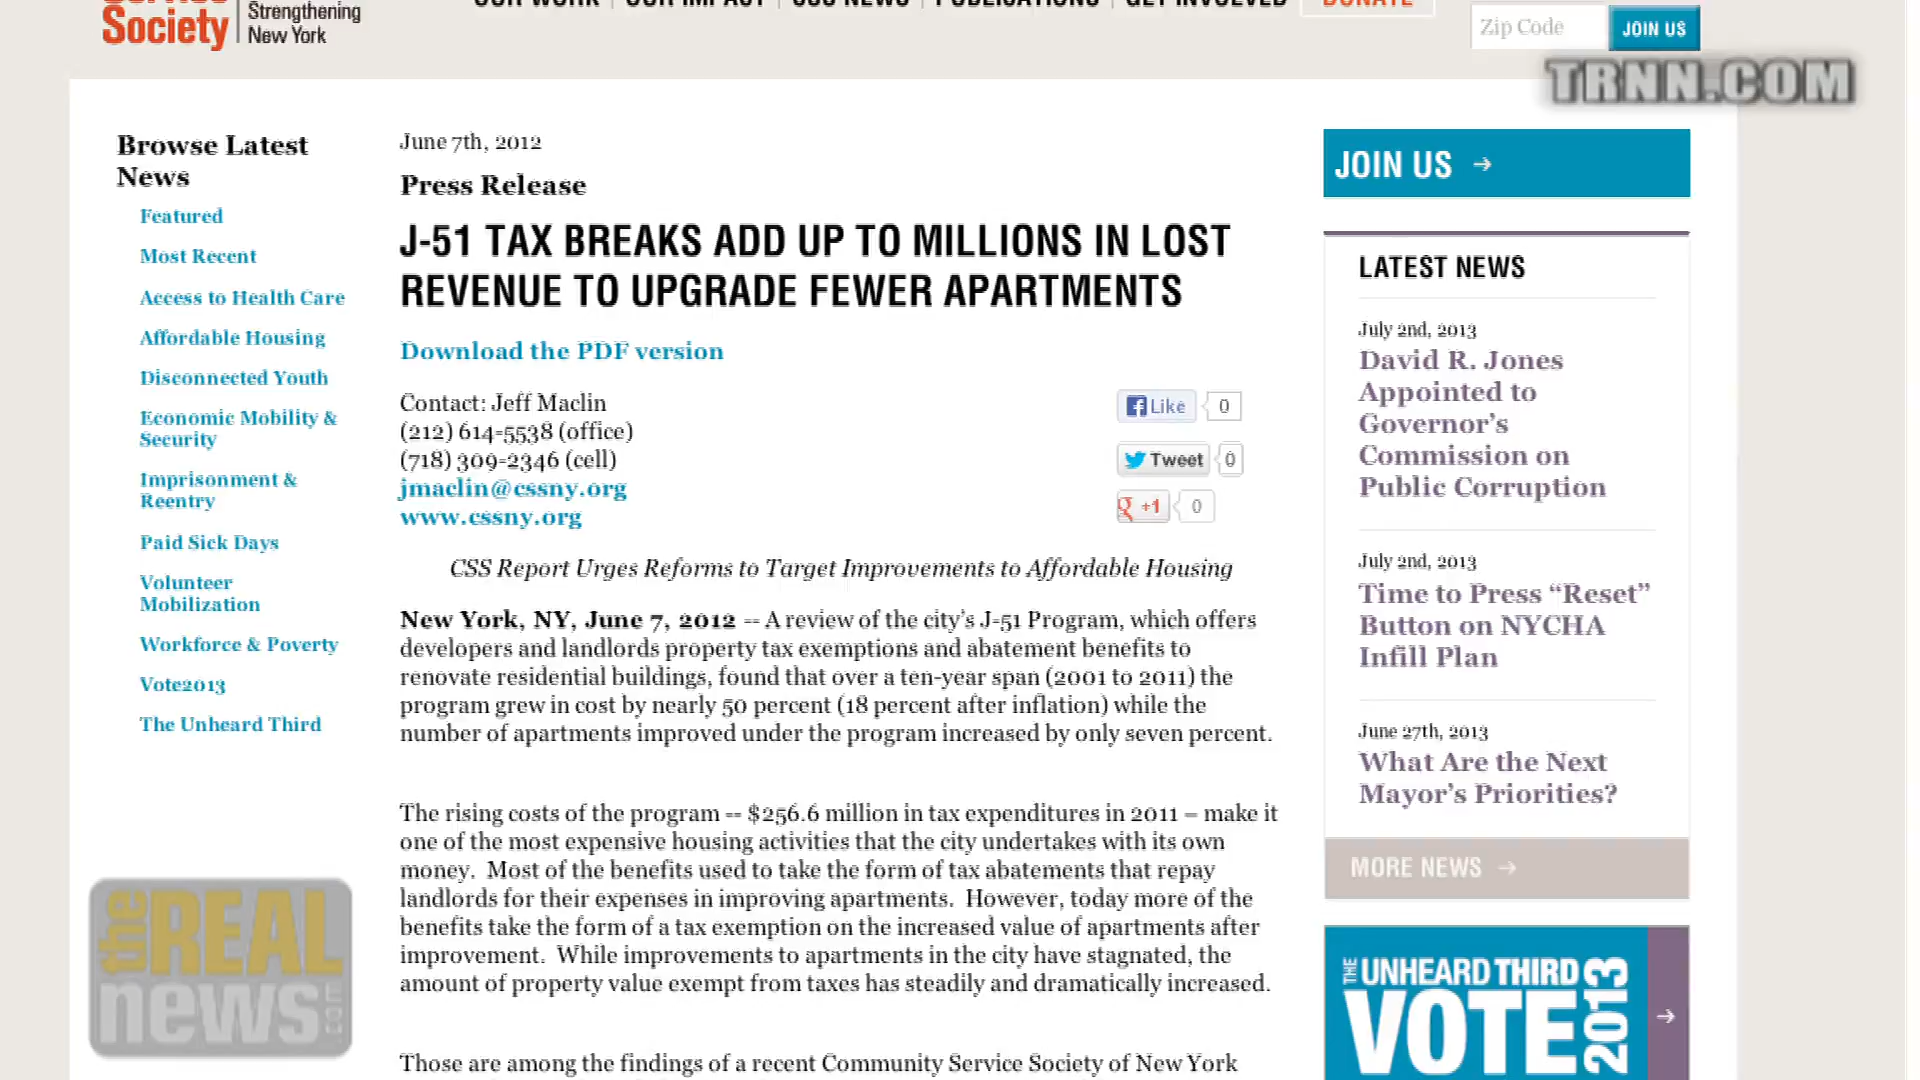 Service
Society
Strengthening
New York
OUR WORK
OUR IMPACT
CSS NEWS
PUBLICATIONS
GET INVOLVED
DONATE
Zip Code
JOIN US
TRNN.COM
Browse Latest
News
Featured
Most Recent
Access to Health Care
Affordable Housing
Disconnected Youth
Economic Mobility &
Security
Imprisonment &
Reentry
Paid Sick Days
Volunteer
Mobilization
Workforce & Poverty
Vote2013
The Unheard Third
June 7th, 2012
Press Release
J-51 TAX BREAKS ADD UP TO MILLIONS IN LOST
REVENUE TO UPGRADE FEWER APARTMENTS
Download the PDF version
Contact: Jeff Maclin
(212) 614-5538 (office)
(718) 309-2346 (cell)
jmaclin@cssny.org
www.cssny.org
Like 0
Tweet 0
+1 0
CSS Report Urges Reforms to Target Improvements to Affordable Housing
New York, NY, June 7, 2012 -- A review of the city's J-51 Program, which offers
developers and landlords property tax exemptions and abatement benefits to
renovate residential buildings, found that over a ten-year span (2001 to 2011) the
program grew in cost by nearly 50 percent (18 percent after inflation) while the
number of apartments improved under the program increased by only seven percent.
The rising costs of the program -- $256.6 million in tax expenditures in 2011 – make it
one of the most expensive housing activities that the city undertakes with its own
money.  Most of the benefits used to take the form of tax abatements that repay
landlords for their expenses in improving apartments.  However, today more of the
benefits take the form of a tax exemption on the increased value of apartments after
improvement.  While improvements to apartments in the city have stagnated, the
amount of property value exempt from taxes has steadily and dramatically increased.
Those are among the findings of a recent Community Service Society of New York
JOIN US →
LATEST NEWS
July 2nd, 2013
David R. Jones
Appointed to
Governor's
Commission on
Public Corruption
July 2nd, 2013
Time to Press “Reset”
Button on NYCHA
Infill Plan
June 27th, 2013
What Are the Next
Mayor's Priorities?
MORE NEWS →
THE UNHEARD THIRD
VOTE 2013 →
the REAL
news.com